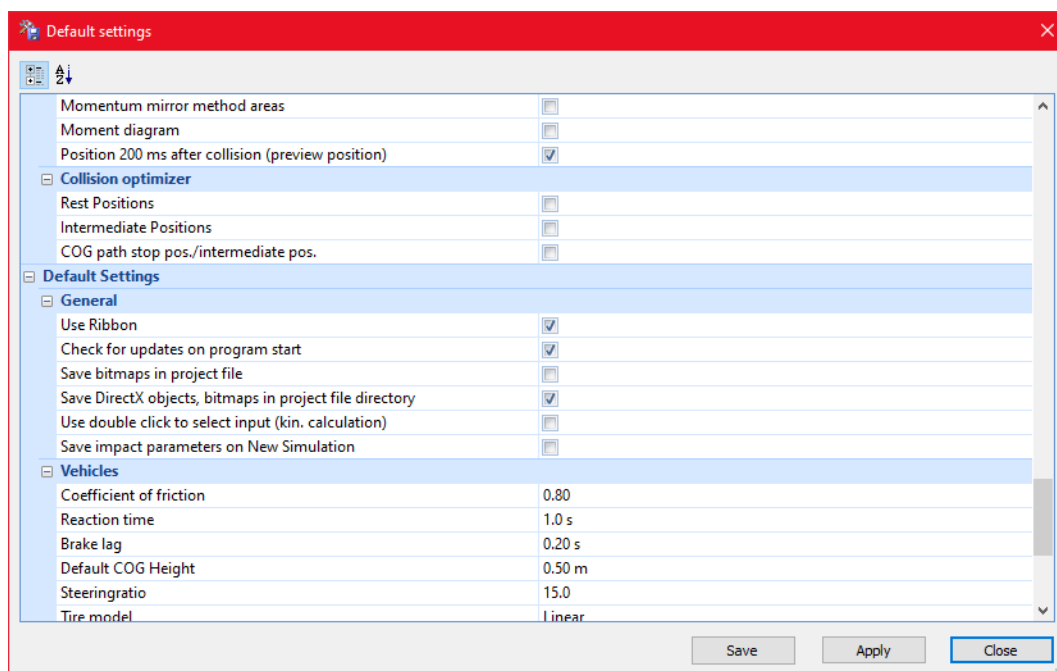 Default settings
Momentum mirror method areas
Moment diagram
Position 200 ms after collision (preview position)
Collision optimizer
Rest Positions
Intermediate Positions
COG path stop pos./intermediate pos.
Default Settings
General
Use Ribbon
Check for updates on program start
Save bitmaps in project file
Save DirectX objects, bitmaps in project file directory
Use double click to select input (kin. calculation)
Save impact parameters on New Simulation
Vehicles
Coefficient of friction 0.80
Reaction time 1.0 s
Brake lag 0.20 s
Default COG Height 0.50 m
Steeringratio 15.0
Tire model Linear
Save Apply Close